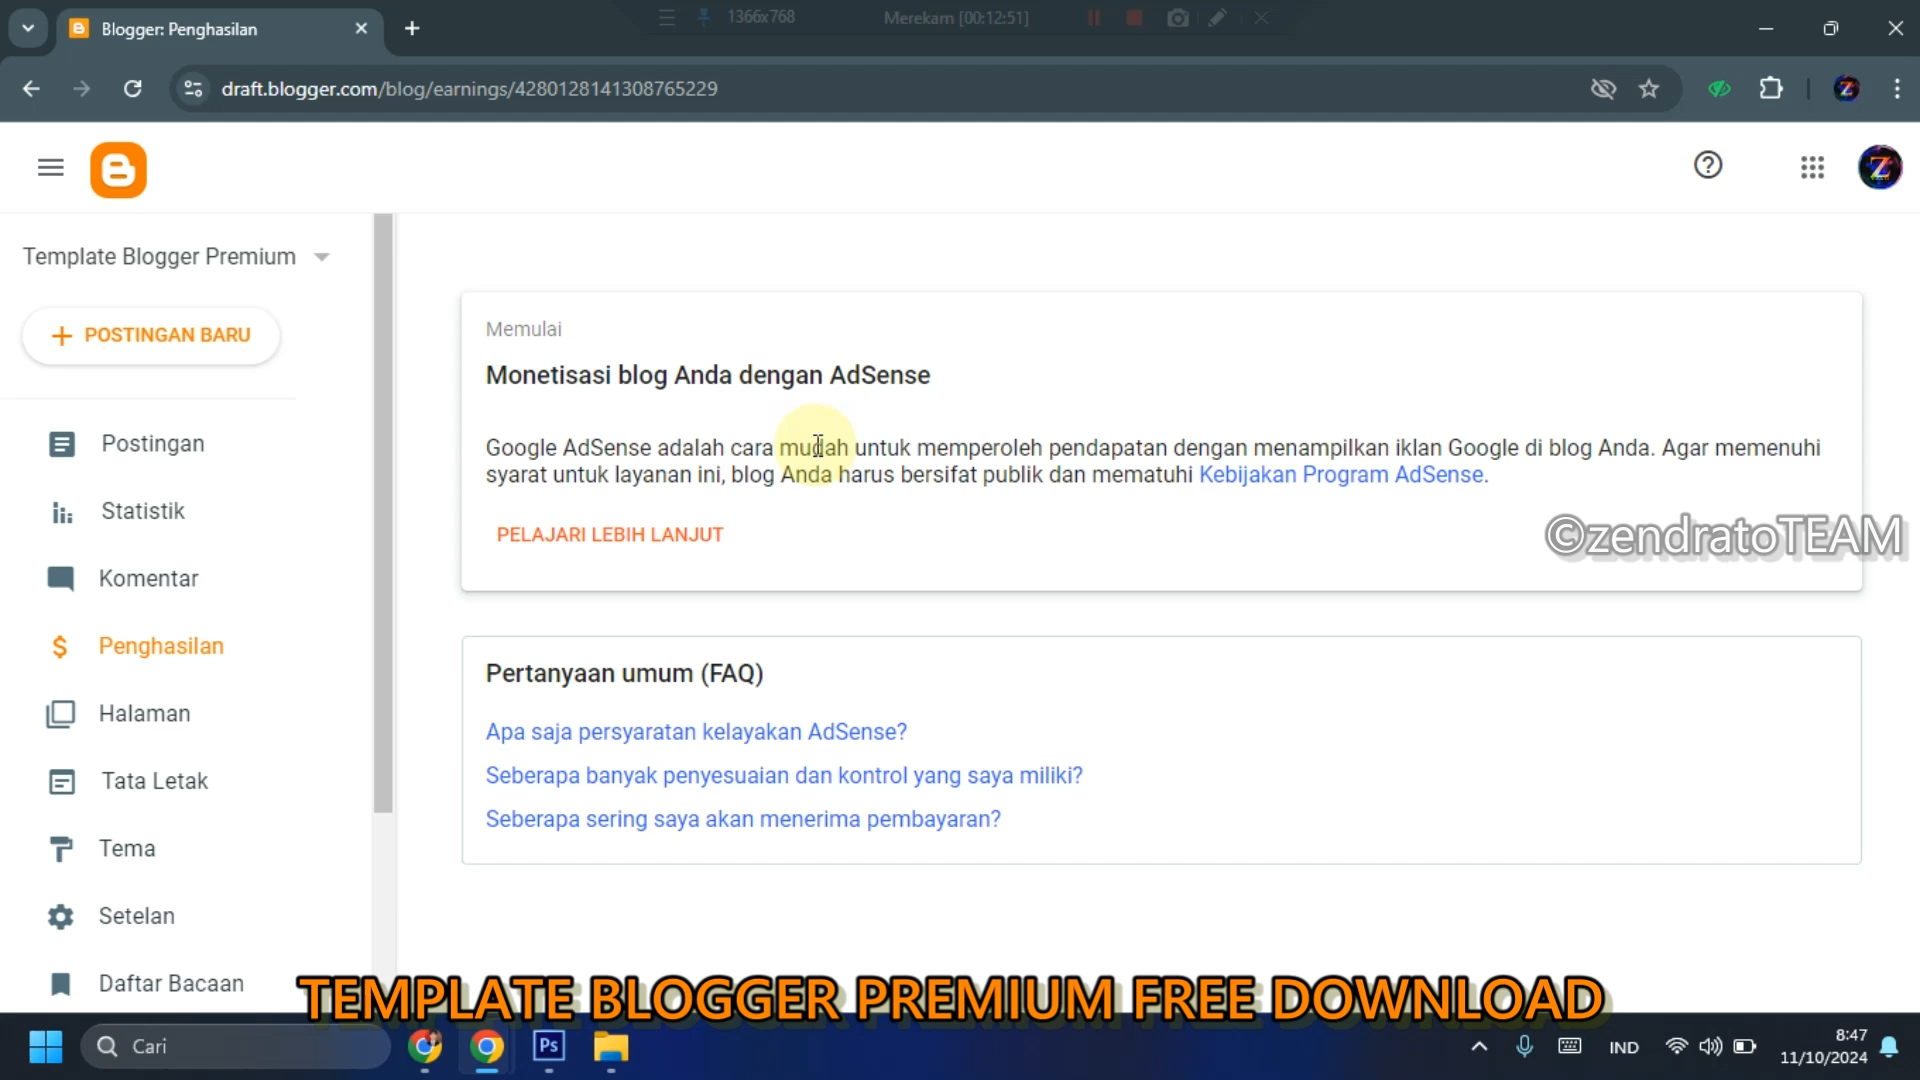 Blogger: Penghasilan
1366x768
Merekam [00:12:51]
draft.blogger.com/blog/earnings/4280128141308765229
Template Blogger Premium
POSTINGAN BARU
Postingan
Statistik
Komentar
Penghasilan
Halaman
Tata Letak
Tema
Setelan
Daftar Bacaan
Memulai
Monetisasi blog Anda dengan AdSense
Google AdSense adalah cara mudah untuk memperoleh pendapatan dengan menampilkan iklan Google di blog Anda. Agar memenuhi
syarat untuk layanan ini, blog Anda harus bersifat publik dan mematuhi Kebijakan Program AdSense.
PELAJARI LEBIH LANJUT
©zendratoTEAM
Pertanyaan umum (FAQ)
Apa saja persyaratan kelayakan AdSense?
Seberapa banyak penyesuaian dan kontrol yang saya miliki?
Seberapa sering saya akan menerima pembayaran?
TEMPLATE BLOGGER PREMIUM FREE DOWNLOAD
Cari
Ps
IND
8:47
11/10/2024